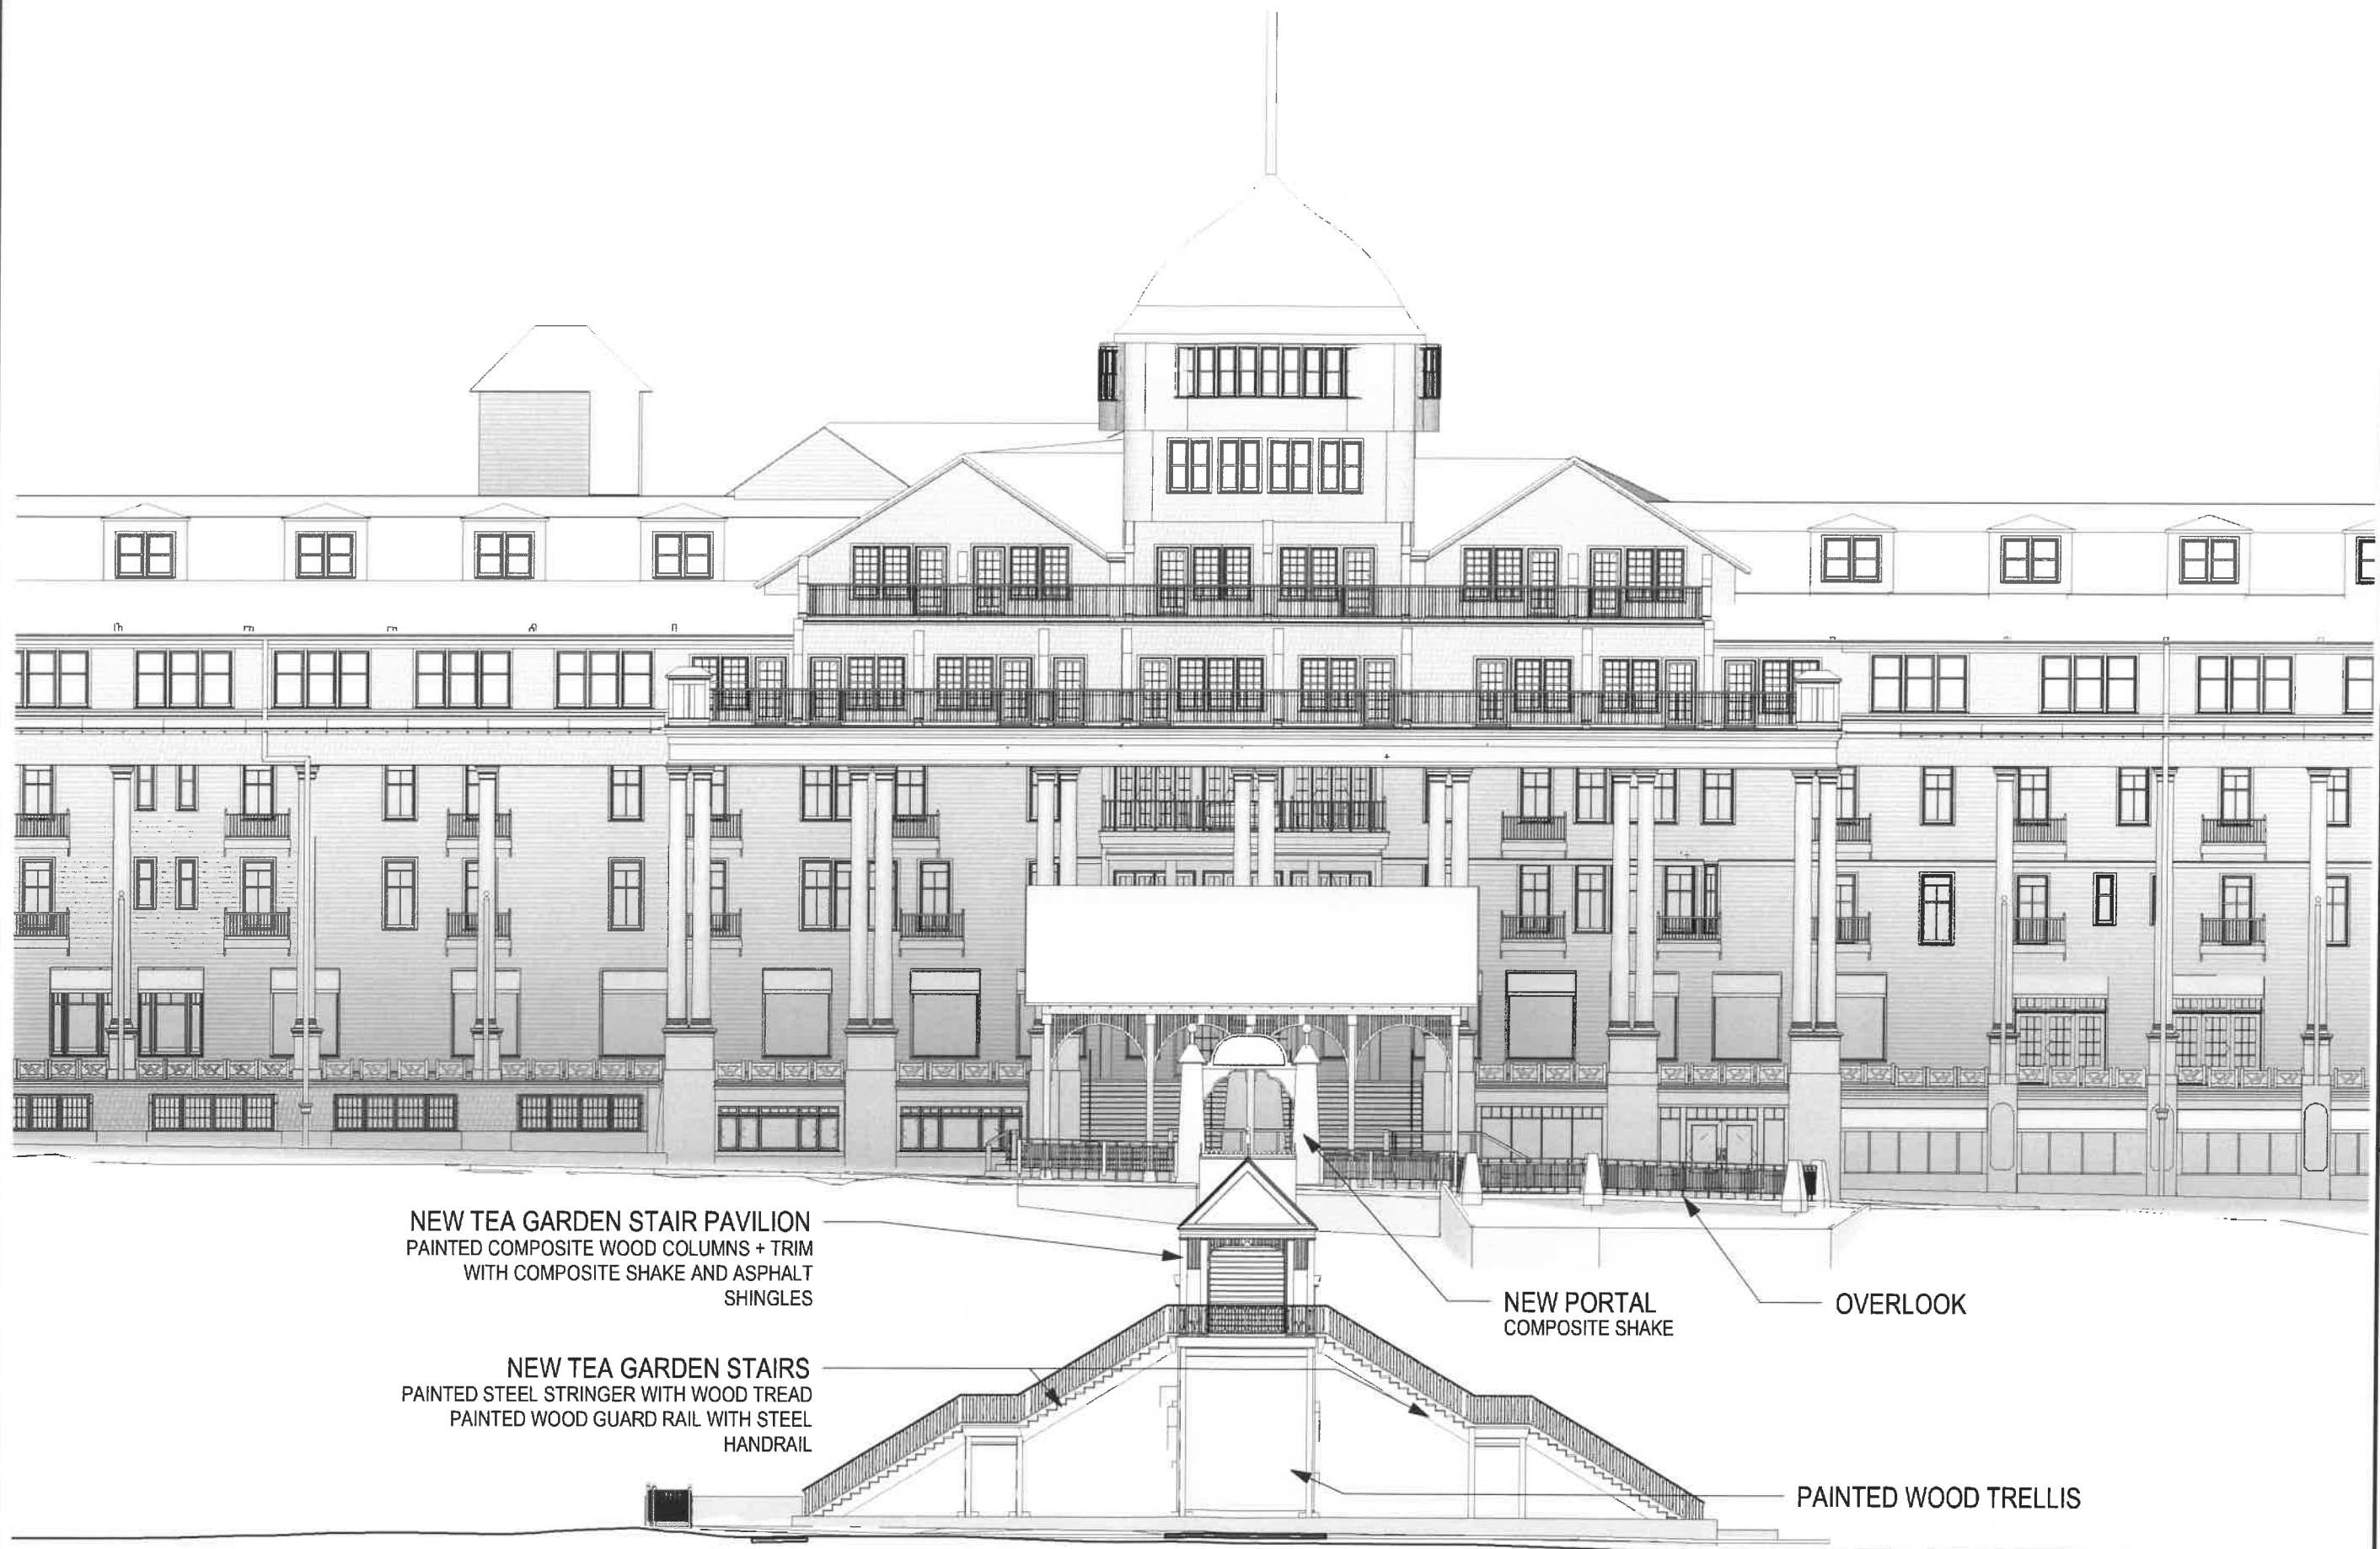 NEW TEA GARDEN STAIR PAVILION
PAINTED COMPOSITE WOOD COLUMNS + TRIM
WITH COMPOSITE SHAKE AND ASPHALT
SHINGLES
NEW PORTAL
COMPOSITE SHAKE
OVERLOOK
NEW TEA GARDEN STAIRS
PAINTED STEEL STRINGER WITH WOOD TREAD
PAINTED WOOD GUARD RAIL WITH STEEL
HANDRAIL
PAINTED WOOD TRELLIS